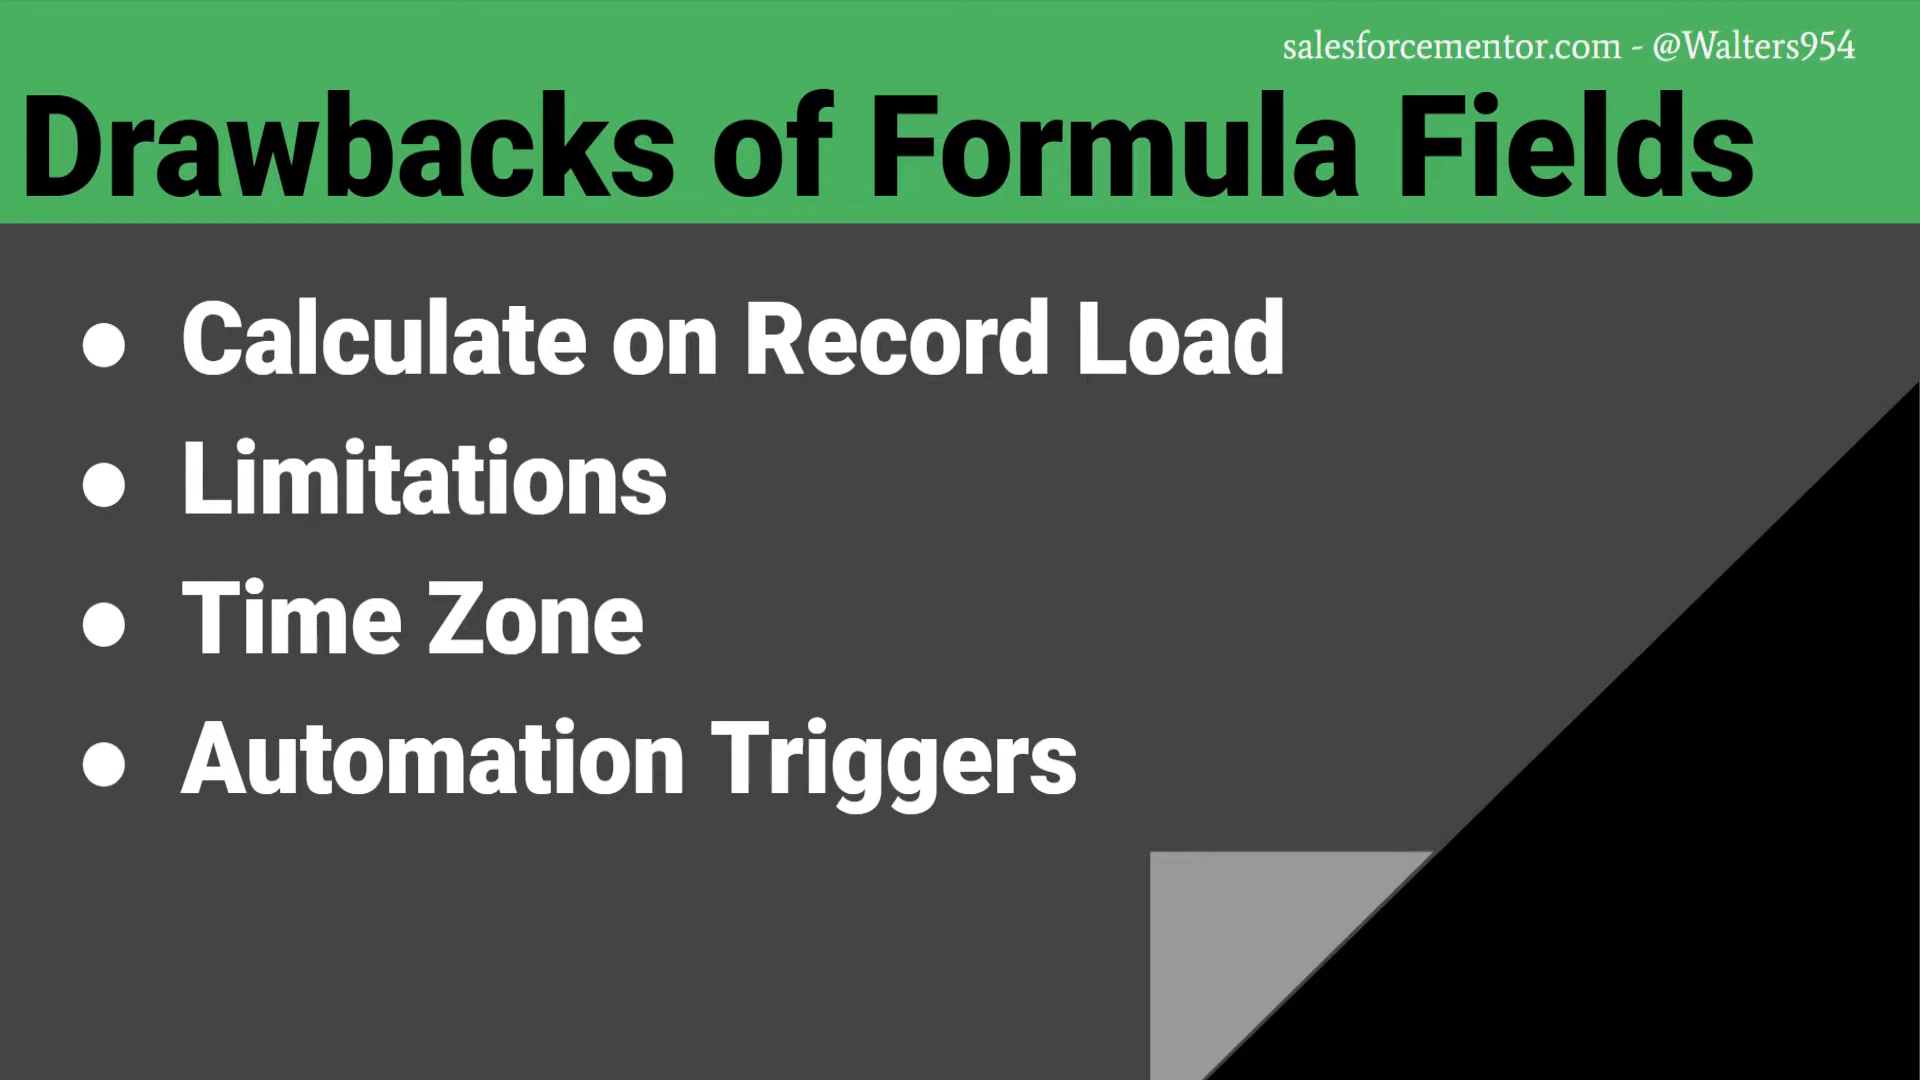 salesforcementor.com - @Walters954
Drawbacks of Formula Fields
● Calculate on Record Load
● Limitations
● Time Zone
● Automation Triggers